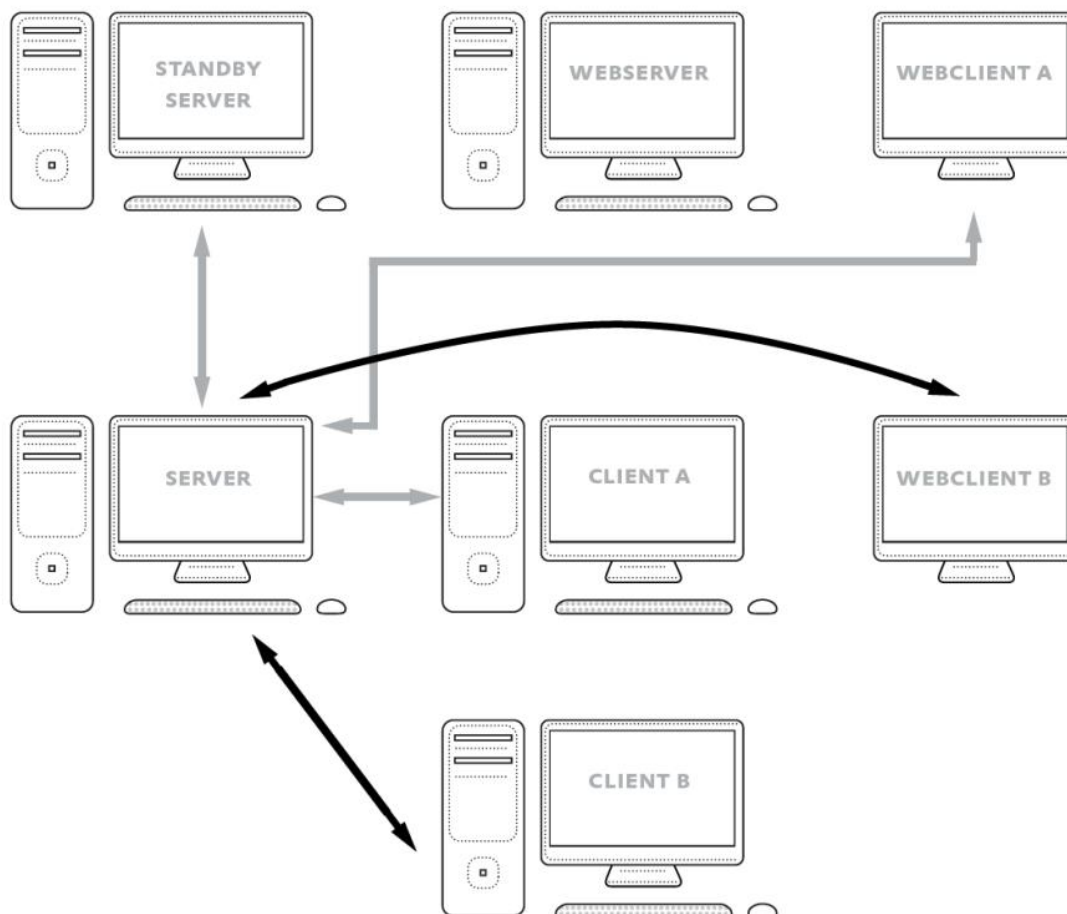 STANDBY
SERVER
WEBSERVER
WEBCLIENT A
SERVER
CLIENT A
WEBCLIENT B
CLIENT B